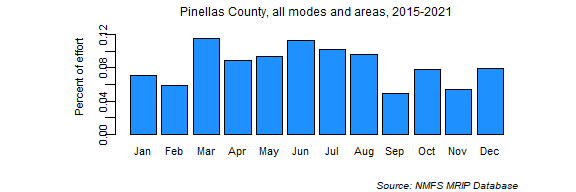 Pinellas County, all modes and areas, 2015-2021
Percent of effort
0.12
0.08
0.04
0.00
Jan Feb Mar Apr May Jun Jul Aug Sep Oct Nov Dec
Source: NMFS MRIP Database